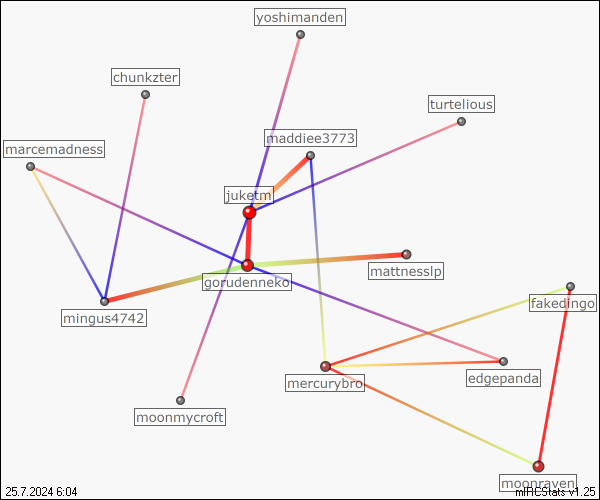 yoshimanden
chunkzter
turtelious
maddiee3773
marcemadness
juketm
mattnesslp
gorudenneko
fakedingo
mingus4742
edgepanda
mercurybro
moonmycroft
moonraven
25.7.2024 6:04
mIRCStats v1.25